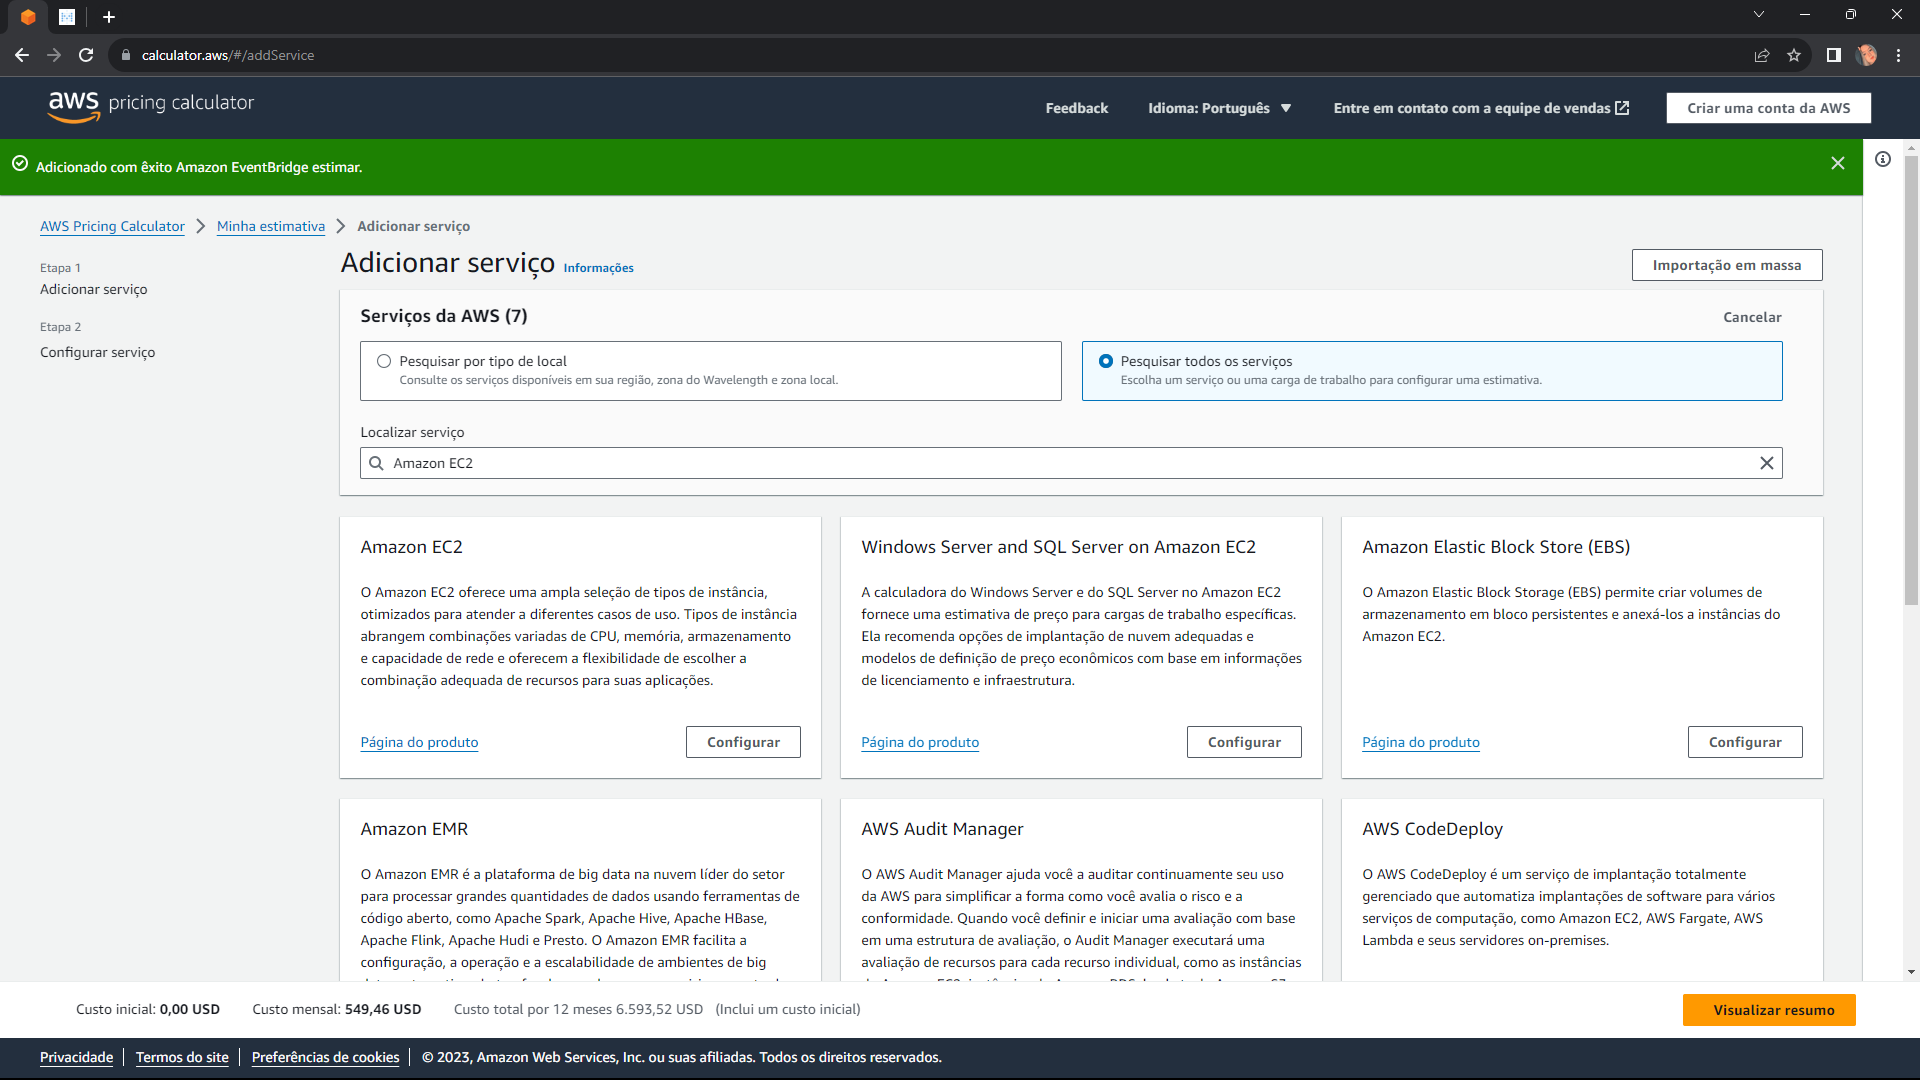 calculator.aws/#/addService
aws pricing calculator
Feedback
Idioma: Português
Entre em contato com a equipe de vendas
Criar uma conta da AWS
Adicionado com êxito Amazon EventBridge estimar.
AWS Pricing Calculator
Minha estimativa
Adicionar serviço
Etapa 1
Adicionar serviço
Etapa 2
Configurar serviço
Adicionar serviço
Informações
Importação em massa
Serviços da AWS (7)
Cancelar
Pesquisar por tipo de local
Consulte os serviços disponíveis em sua região, zona do Wavelength e zona local.
Pesquisar todos os serviços
Escolha um serviço ou uma carga de trabalho para configurar uma estimativa.
Localizar serviço
Amazon EC2
Amazon EC2
O Amazon EC2 oferece uma ampla seleção de tipos de instância,
otimizados para atender a diferentes casos de uso. Tipos de instância
abrangem combinações variadas de CPU, memória, armazenamento
e capacidade de rede e oferecem a flexibilidade de escolher a
combinação adequada de recursos para suas aplicações.
Página do produto
Configurar
Windows Server and SQL Server on Amazon EC2
A calculadora do Windows Server e do SQL Server no Amazon EC2
fornece uma estimativa de preço para cargas de trabalho específicas.
Ela recomenda opções de implantação de nuvem adequadas e
modelos de definição de preço econômicos com base em informações
de licenciamento e infraestrutura.
Página do produto
Configurar
Amazon Elastic Block Store (EBS)
O Amazon Elastic Block Storage (EBS) permite criar volumes de
armazenamento em bloco persistentes e anexá-los a instâncias do
Amazon EC2.
Página do produto
Configurar
Amazon EMR
O Amazon EMR é a plataforma de big data na nuvem líder do setor
para processar grandes quantidades de dados usando ferramentas de
código aberto, como Apache Spark, Apache Hive, Apache HBase,
Apache Flink, Apache Hudi e Presto. O Amazon EMR facilita a
configuração, a operação e a escalabilidade de ambientes de big
AWS Audit Manager
O AWS Audit Manager ajuda você a auditar continuamente seu uso
da AWS para simplificar a forma como você avalia o risco e a
conformidade. Quando você definir e iniciar uma avaliação com base
em uma estrutura de avaliação, o Audit Manager executará uma
avaliação de recursos para cada recurso individual, como as instâncias
AWS CodeDeploy
O AWS CodeDeploy é um serviço de implantação totalmente
gerenciado que automatiza implantações de software para vários
serviços de computação, como Amazon EC2, AWS Fargate, AWS
Lambda e seus servidores on-premises.
Custo inicial: 0,00 USD
Custo mensal: 549,46 USD
Custo total por 12 meses 6.593,52 USD
(Inclui um custo inicial)
Visualizar resumo
Privacidade
Termos do site
Preferências de cookies
© 2023, Amazon Web Services, Inc. ou suas afiliadas. Todos os direitos reservados.